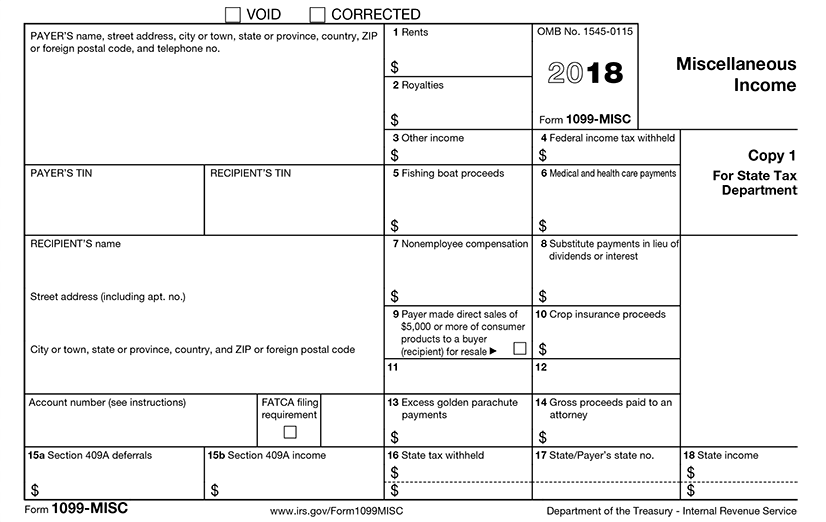 VOID CORRECTED
PAYER'S name, street address, city or town, state or province, country, ZIP
or foreign postal code, and telephone no.
1 Rents
$
2 Royalties
$
OMB No. 1545-0115
2018
Form 1099-MISC
Miscellaneous
Income
3 Other income
$
4 Federal income tax withheld
$
Copy 1
For State Tax
Department
PAYER'S TIN
RECIPIENT'S TIN
5 Fishing boat proceeds
$
6 Medical and health care payments
$
RECIPIENT'S name
7 Nonemployee compensation
$
8 Substitute payments in lieu of
dividends or interest
$
Street address (including apt. no.)
9 Payer made direct sales of
$5,000 or more of consumer
products to a buyer
(recipient) for resale ►
10 Crop insurance proceeds
$
City or town, state or province, country, and ZIP or foreign postal code
11
12
Account number (see instructions)
FATCA filing
requirement
13 Excess golden parachute
payments
$
14 Gross proceeds paid to an
attorney
$
15a Section 409A deferrals
$
15b Section 409A income
$
16 State tax withheld
$
$
17 State/Payer's state no.
18 State income
$
$
Form 1099-MISC
www.irs.gov/Form1099MISC
Department of the Treasury - Internal Revenue Service